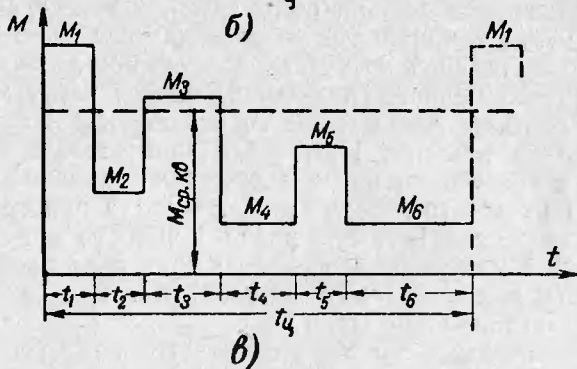 ц
б)
M
M₁
M₁
M₃
M₅
M₂
Mср.кв
M₄
M₆
t
t₁ t₂ t₃ t₄ t₅ t₆
tц
в)